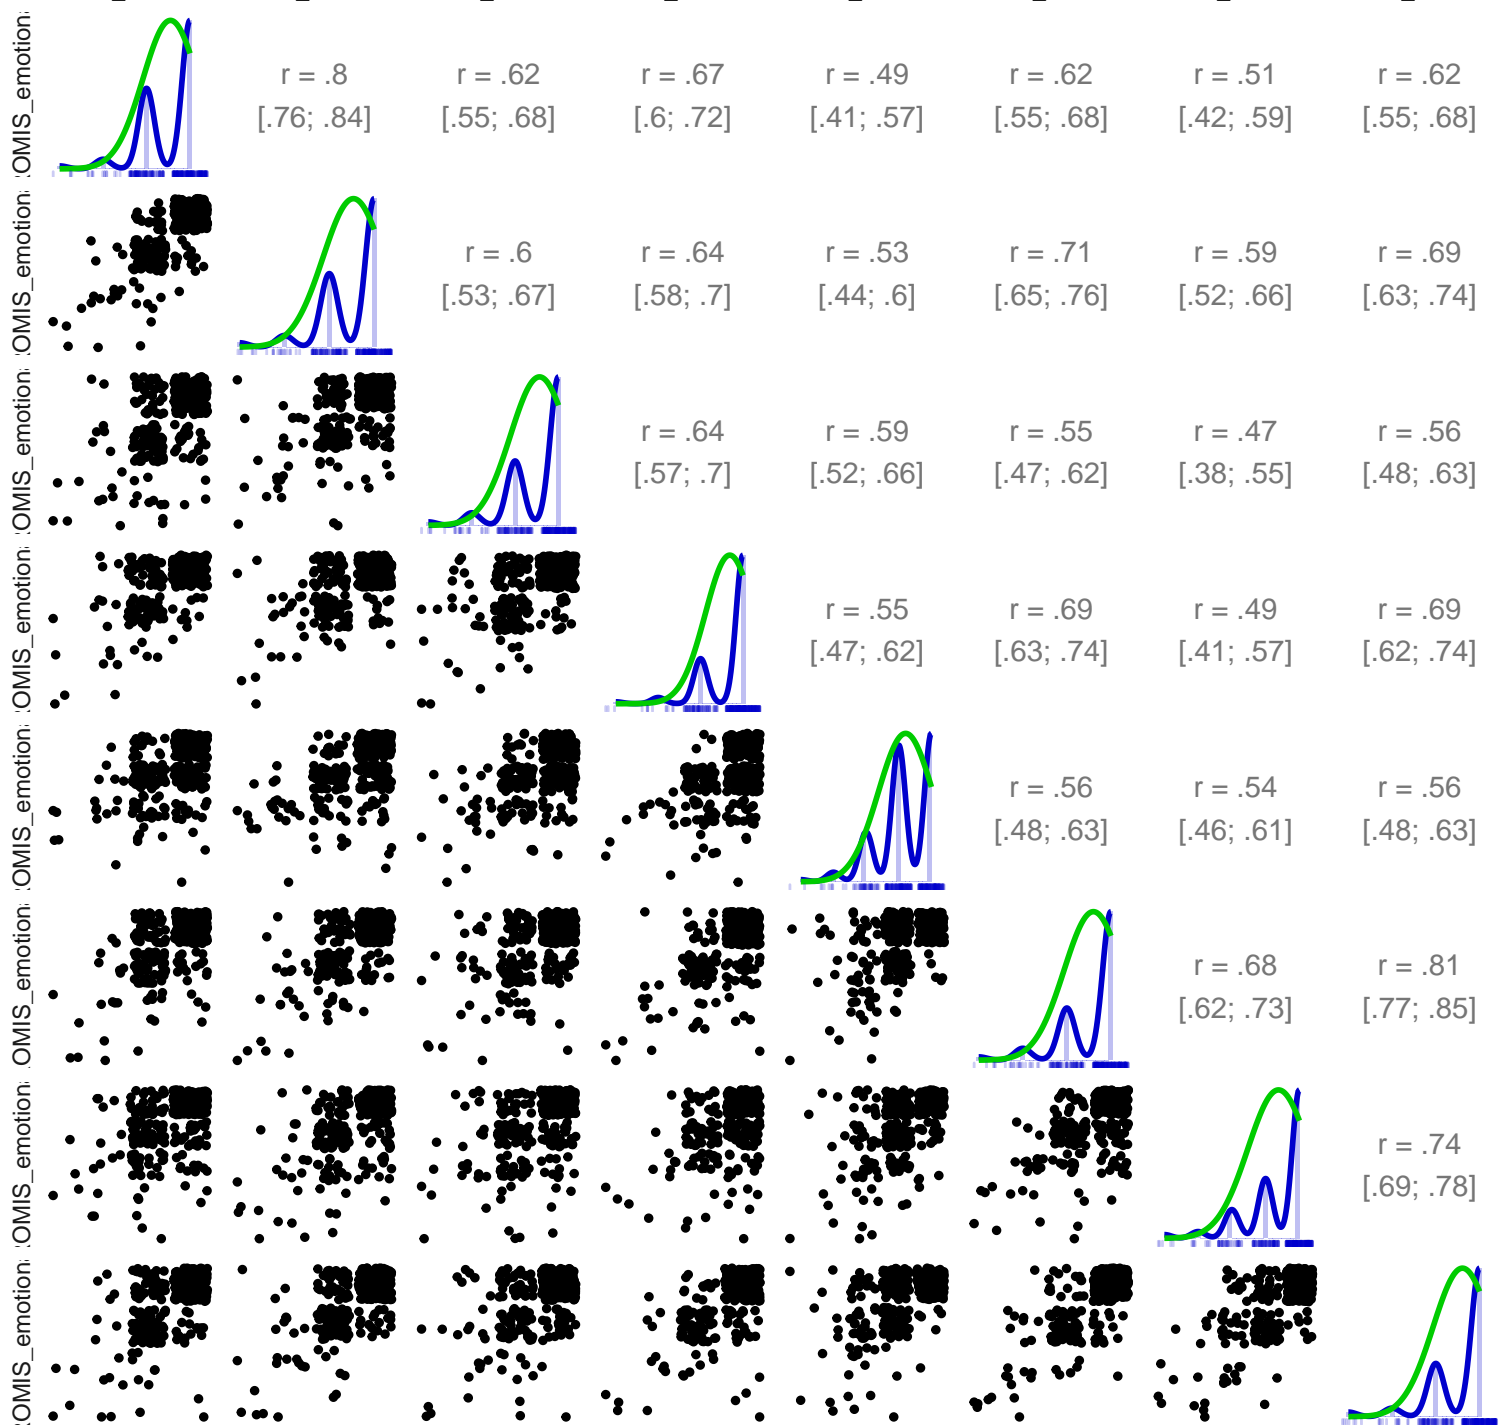 OMIS_emotion
r = .8
[.76; .84]
r = .62
[.55; .68]
r = .67
[.6; .72]
r = .49
[.41; .57]
r = .62
[.55; .68]
r = .51
[.42; .59]
r = .62
[.55; .68]
OMIS_emotion
r = .6
[.53; .67]
r = .64
[.58; .7]
r = .53
[.44; .6]
r = .71
[.65; .76]
r = .59
[.52; .66]
r = .69
[.63; .74]
OMIS_emotion
r = .64
[.57; .7]
r = .59
[.52; .66]
r = .55
[.47; .62]
r = .47
[.38; .55]
r = .56
[.48; .63]
OMIS_emotion
r = .55
[.47; .62]
r = .69
[.63; .74]
r = .49
[.41; .57]
r = .69
[.62; .74]
OMIS_emotion
r = .56
[.48; .63]
r = .54
[.46; .61]
r = .56
[.48; .63]
OMIS_emotion
r = .68
[.62; .73]
r = .81
[.77; .85]
OMIS_emotion
r = .74
[.69; .78]
OMIS_emotion